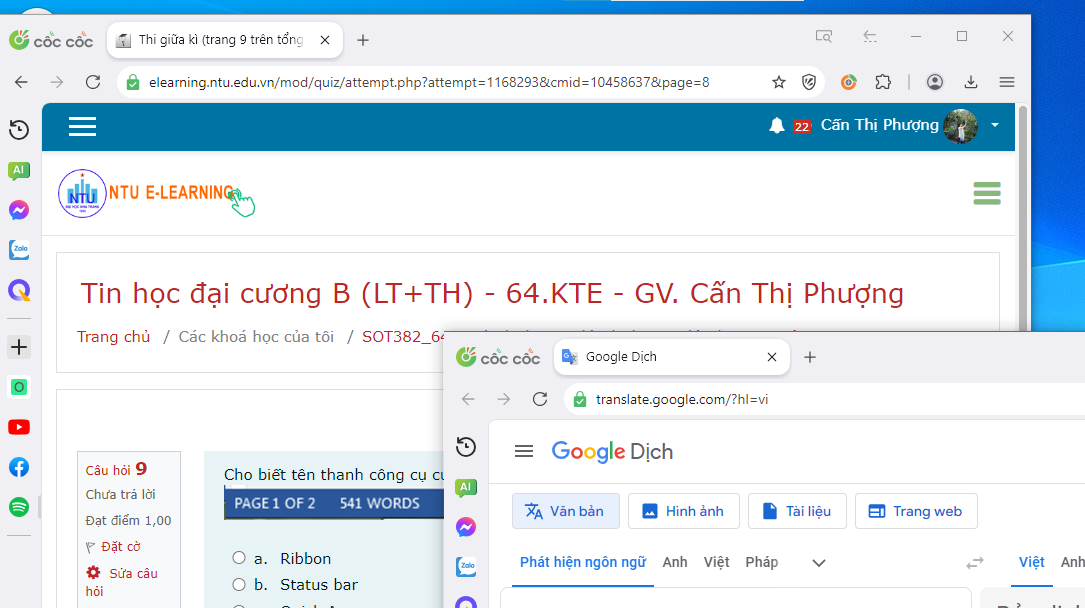 cốc cốc
Thi giữa kì (trang 9 trên tổng
elearning.ntu.edu.vn/mod/quiz/attempt.php?attempt=1168293&cmid=10458637&page=8
22
Cấn Thị Phượng
AI
NTU
NTU E-LEARNING
Zalo
Tin học đại cương B (LT+TH) - 64.KTE - GV. Cấn Thị Phượng
Trang chủ / Các khoá học của tôi / SOT382_64
Câu hỏi 9
Chưa trả lời
Đạt điểm 1,00
Đặt cờ
Sửa câu
hỏi
Cho biết tên thanh công cụ
PAGE 1 OF 2 541 WORDS
a. Ribbon
b. Status bar
cốc cốc
Google Dịch
translate.google.com/?hl=vi
Google Dịch
AI
Văn bản
Hình ảnh
Tài liệu
Trang web
Zalo
Phát hiện ngôn ngữ
Anh
Việt
Pháp
Việt
Anh